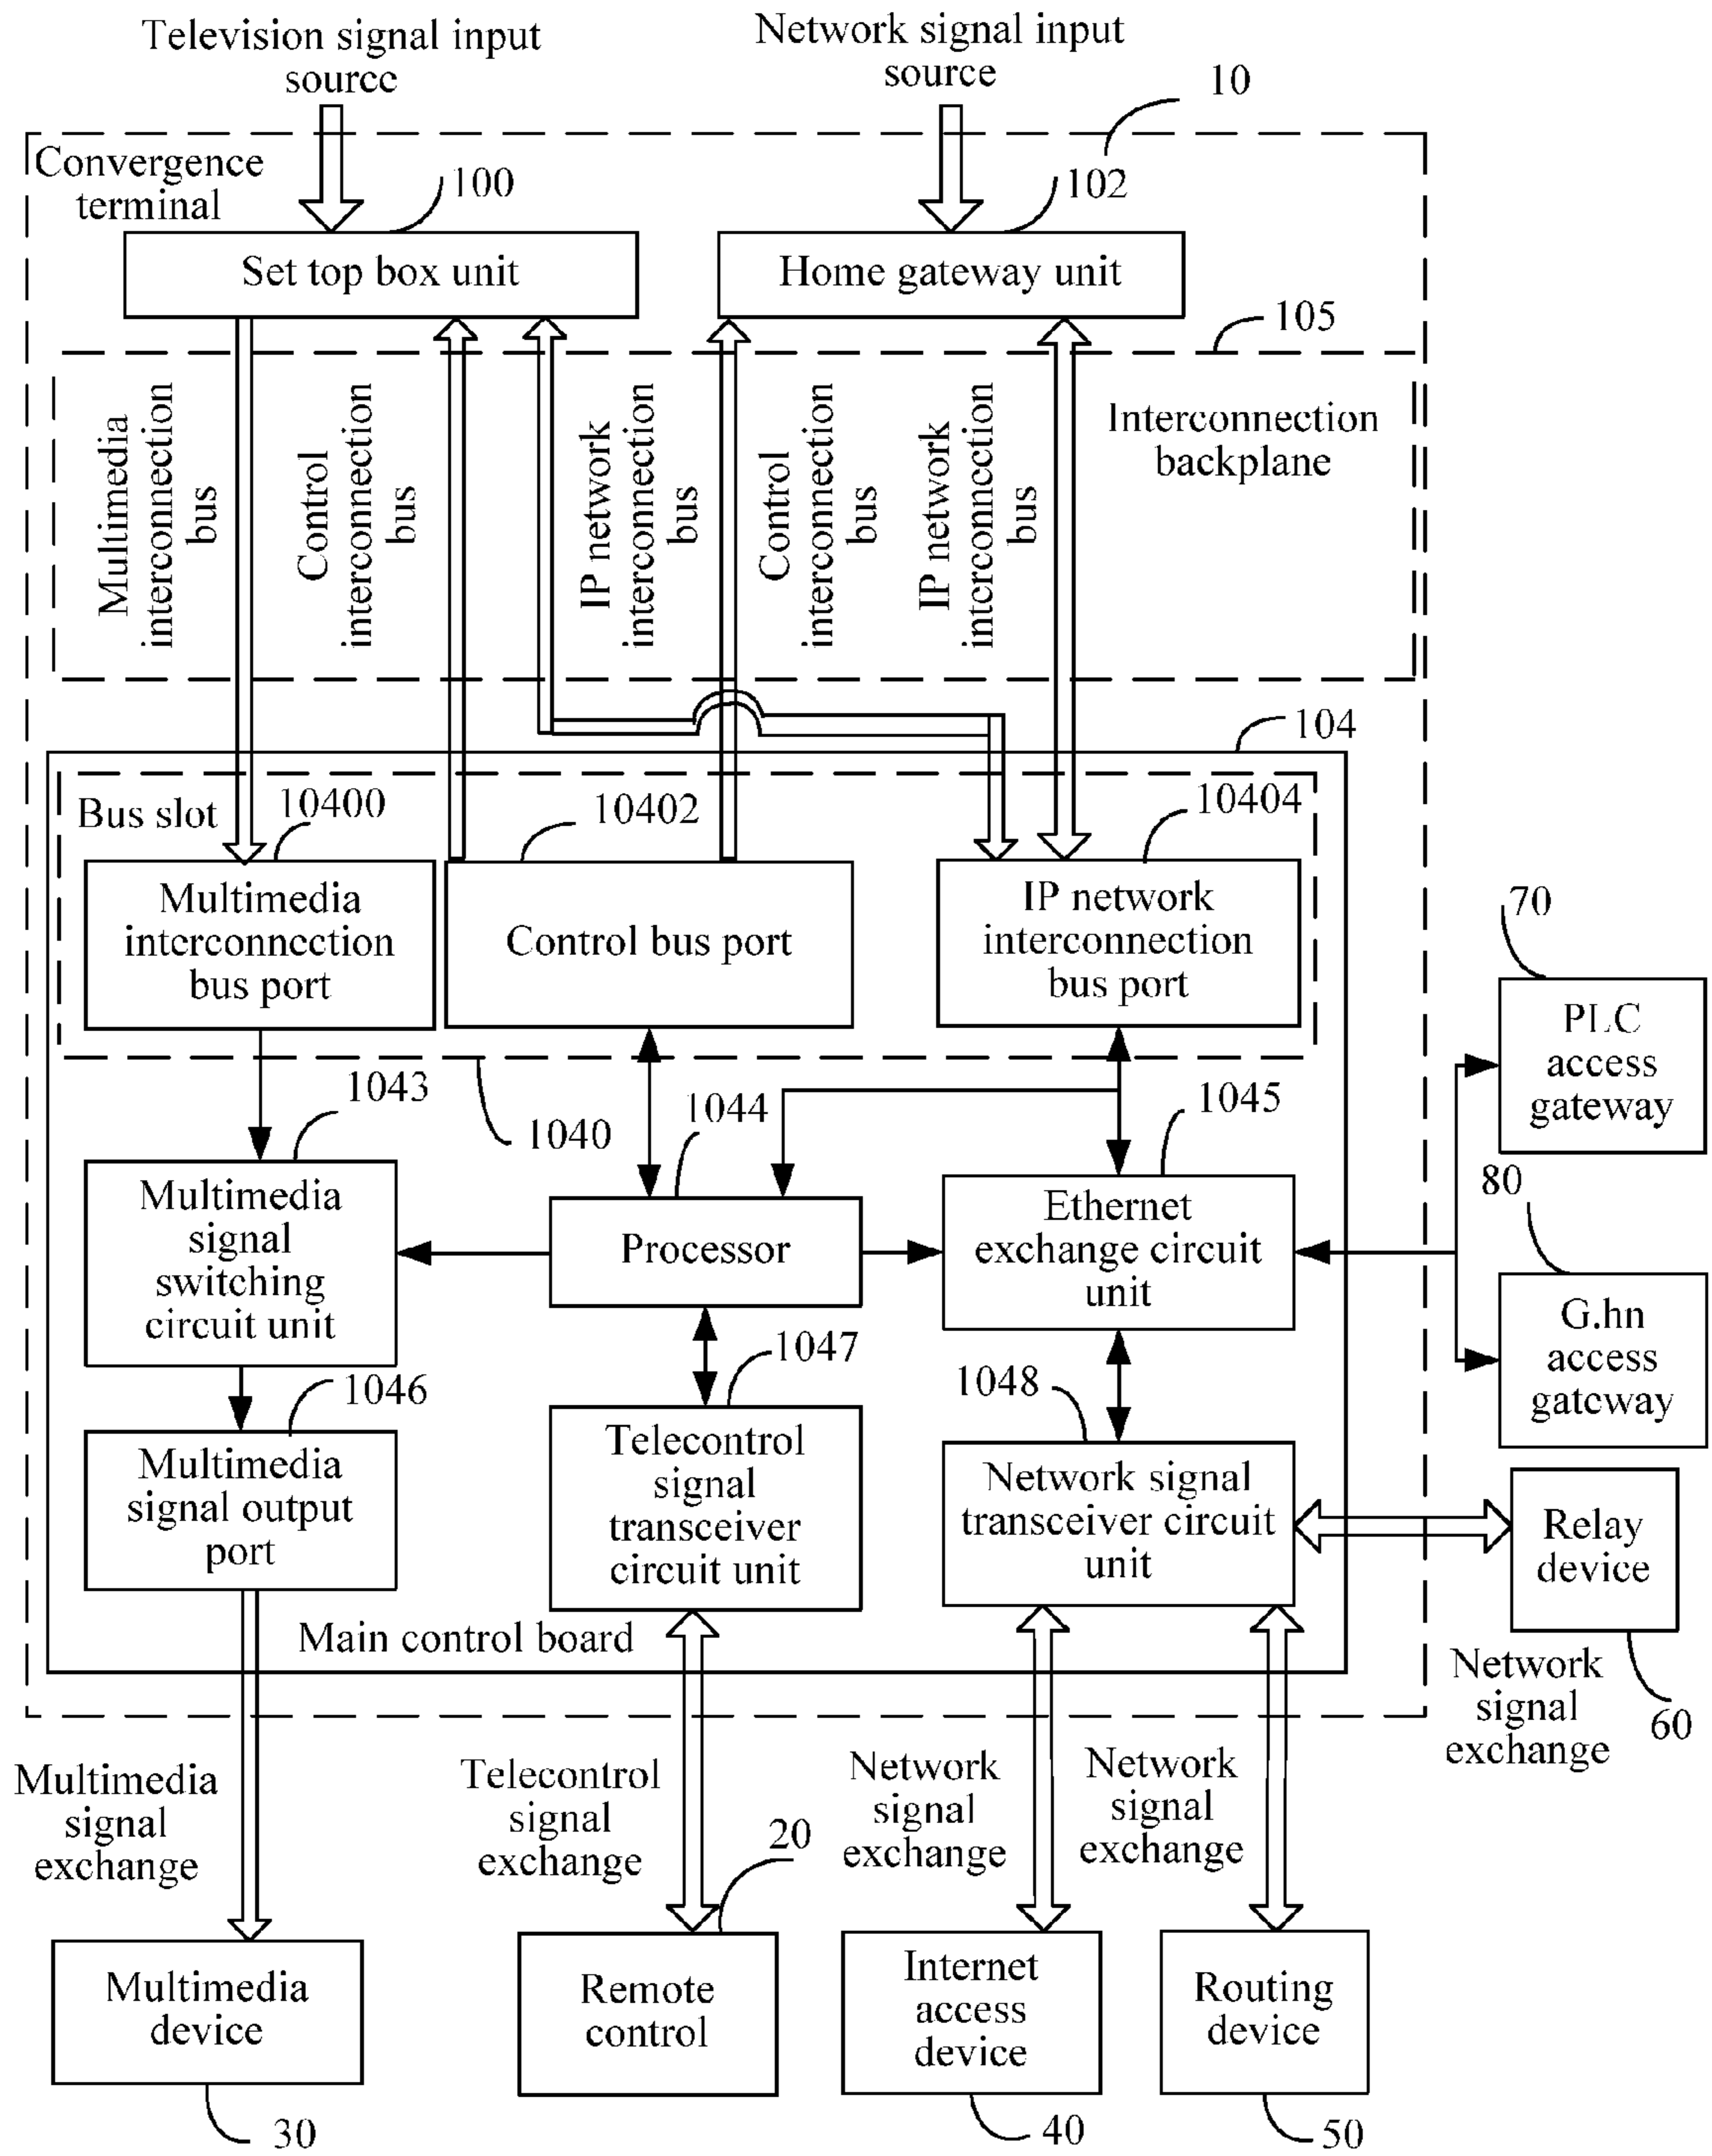 Television signal input
source
Network signal input
source
10
Convergence
terminal
100
102
Set top box unit
Home gateway unit
105
Multimedia
interconnection
bus
Control
interconnection
bus
IP network
interconnection
bus
Control
interconnection
bus
IP network
interconnection
bus
Interconnection
backplane
104
Bus slot
10400
10402
10404
Multimedia
interconnection
bus port
Control bus port
IP network
interconnection
bus port
70
PLC
access
gateway
1043
1040
1044
1045
80
Multimedia
signal
switching
circuit unit
Processor
Ethernet
exchange circuit
unit
G.hn
access
gateway
1046
1047
1048
Multimedia
signal output
port
Telecontrol
signal
transceiver
circuit unit
Network signal
transceiver circuit
unit
Relay
device
Main control board
60
Network
signal
exchange
Multimedia
signal
exchange
Telecontrol
signal
exchange
20
Network
signal
exchange
Network
signal
exchange
Multimedia
device
Remote
control
Internet
access
device
Routing
device
30
40
50